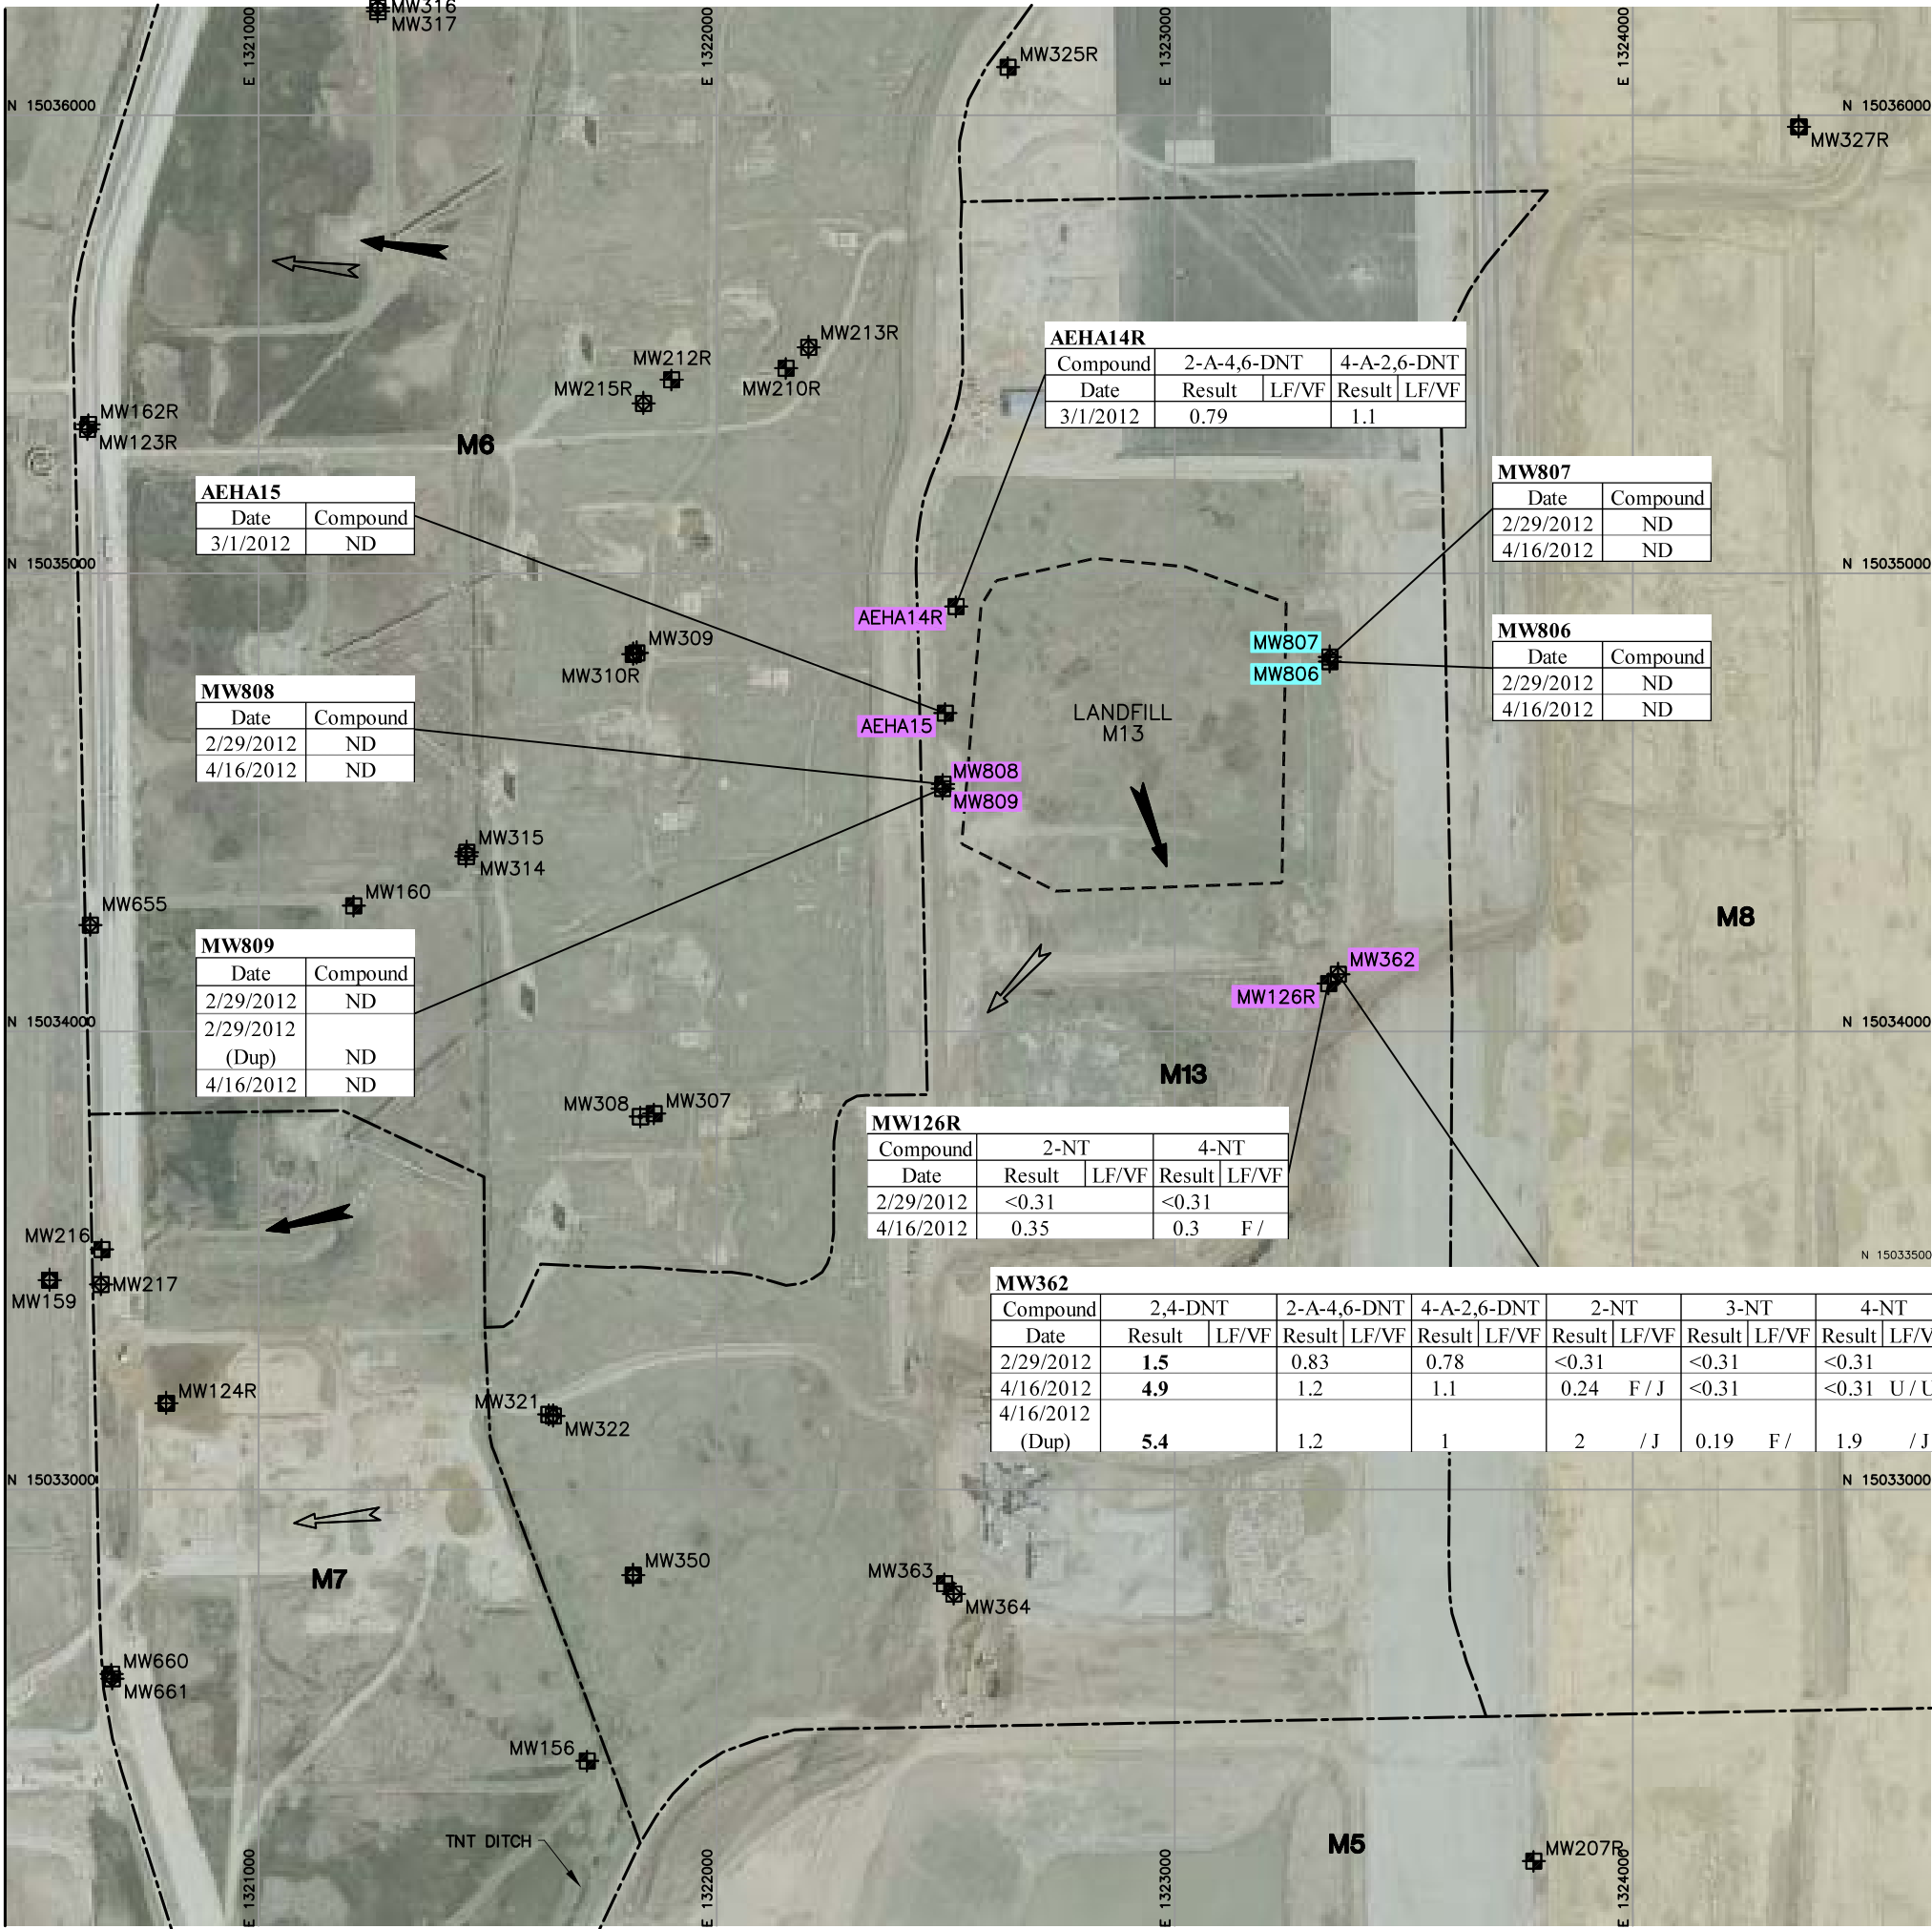 MW316
MW317
E 1321000
E 1322000
E 1323000
E 1324000
MW325R
N 15036000
N 15036000
MW327R
MW213R
MW212R
MW215R
MW210R
AEHA14R
Compound 2-A-4,6-DNT 4-A-2,6-DNT
Date Result LF/VF Result LF/VF
3/1/2012 0.79 1.1
MW162R
MW123R
M6
AEHA15
Date Compound
3/1/2012 ND
MW807
Date Compound
2/29/2012 ND
4/16/2012 ND
N 15035000
N 15035000
AEHA14R
MW309
MW310R
MW807
MW806
MW806
Date Compound
2/29/2012 ND
4/16/2012 ND
MW808
Date Compound
2/29/2012 ND
4/16/2012 ND
AEHA15
LANDFILL
M13
MW808
MW809
MW315
MW314
MW160
MW655
M8
MW809
Date Compound
2/29/2012 ND
2/29/2012
(Dup) ND
4/16/2012 ND
MW362
MW126R
N 15034000
N 15034000
M13
MW308
MW307
MW126R
Compound 2-NT 4-NT
Date Result LF/VF Result LF/VF
2/29/2012 <0.31 <0.31
4/16/2012 0.35 0.3 F /
MW216
MW217
MW159
N 15033500
MW362
Compound 2,4-DNT 2-A-4,6-DNT 4-A-2,6-DNT 2-NT 3-NT 4-NT
Date Result LF/VF Result LF/VF Result LF/VF Result LF/VF Result LF/VF Result LF/V
2/29/2012 1.5 0.83 0.78 <0.31 <0.31 <0.31
4/16/2012 4.9 1.2 1.1 0.24 F / J <0.31 <0.31 U / U
4/16/2012
(Dup) 5.4 1.2 1 2 / J 0.19 F / 1.9 / J
MW124R
MW321
MW322
N 15033000
N 15033000
M7
MW350
MW363
MW364
MW660
MW661
MW156
TNT DITCH
M5
MW207R
E 1321000
E 1322000
E 1323000
E 1324000